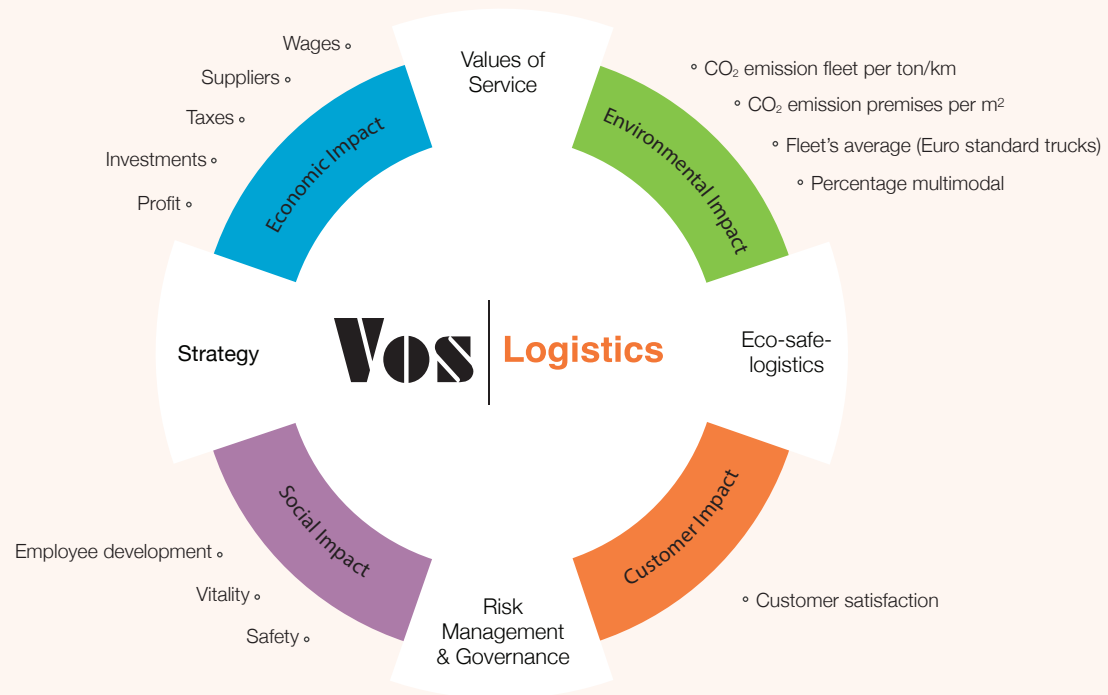 Values of
Service
Wages
Suppliers
Taxes
Investments
Profit
Economic Impact
CO₂ emission fleet per ton/km
CO₂ emission premises per m²
Fleet's average (Euro standard trucks)
Percentage multimodal
Environmental Impact
Strategy
Vos
Logistics
Eco-safe-
logistics
Social Impact
Employee development
Vitality
Safety
Customer Impact
Customer satisfaction
Risk
Management
& Governance